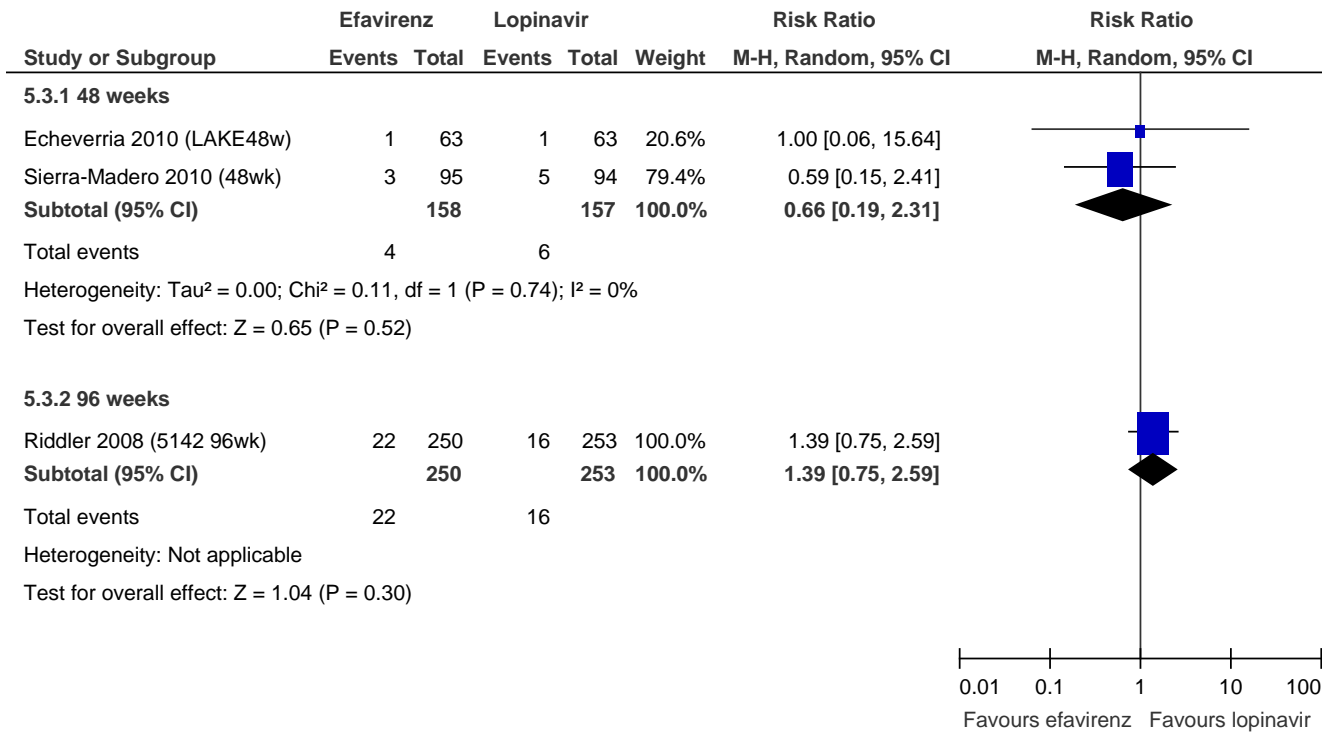 Efavirenz Lopinavir Risk Ratio Risk Ratio
Study or Subgroup Events Total Events Total Weight M-H, Random, 95% CI M-H, Random, 95% CI
5.3.1 48 weeks
Echeverria 2010 (LAKE48w) 1 63 1 63 20.6% 1.00 [0.06, 15.64]
Sierra-Madero 2010 (48wk) 3 95 5 94 79.4% 0.59 [0.15, 2.41]
Subtotal (95% CI) 158 157 100.0% 0.66 [0.19, 2.31]
Total events 4 6
Heterogeneity: Tau² = 0.00; Chi² = 0.11, df = 1 (P = 0.74); I² = 0%
Test for overall effect: Z = 0.65 (P = 0.52)
5.3.2 96 weeks
Riddler 2008 (5142 96wk) 22 250 16 253 100.0% 1.39 [0.75, 2.59]
Subtotal (95% CI) 250 253 100.0% 1.39 [0.75, 2.59]
Total events 22 16
Heterogeneity: Not applicable
Test for overall effect: Z = 1.04 (P = 0.30)
0.01 0.1 1 10 100
Favours efavirenz Favours lopinavir